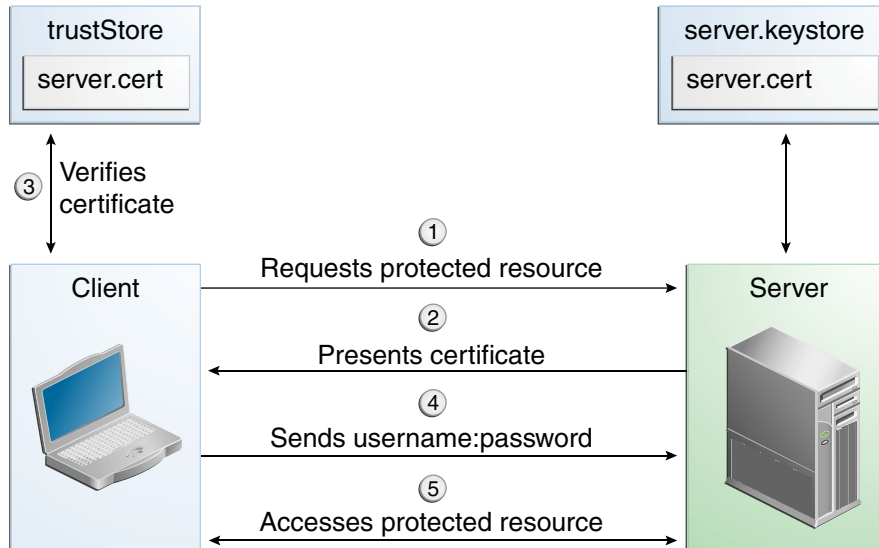 trustStore
server.cert
server.keystore
server.cert
3
Verifies
certificate
1
Requests protected resource
Client
Server
2
Presents certificate
4
Sends username:password
5
Accesses protected resource